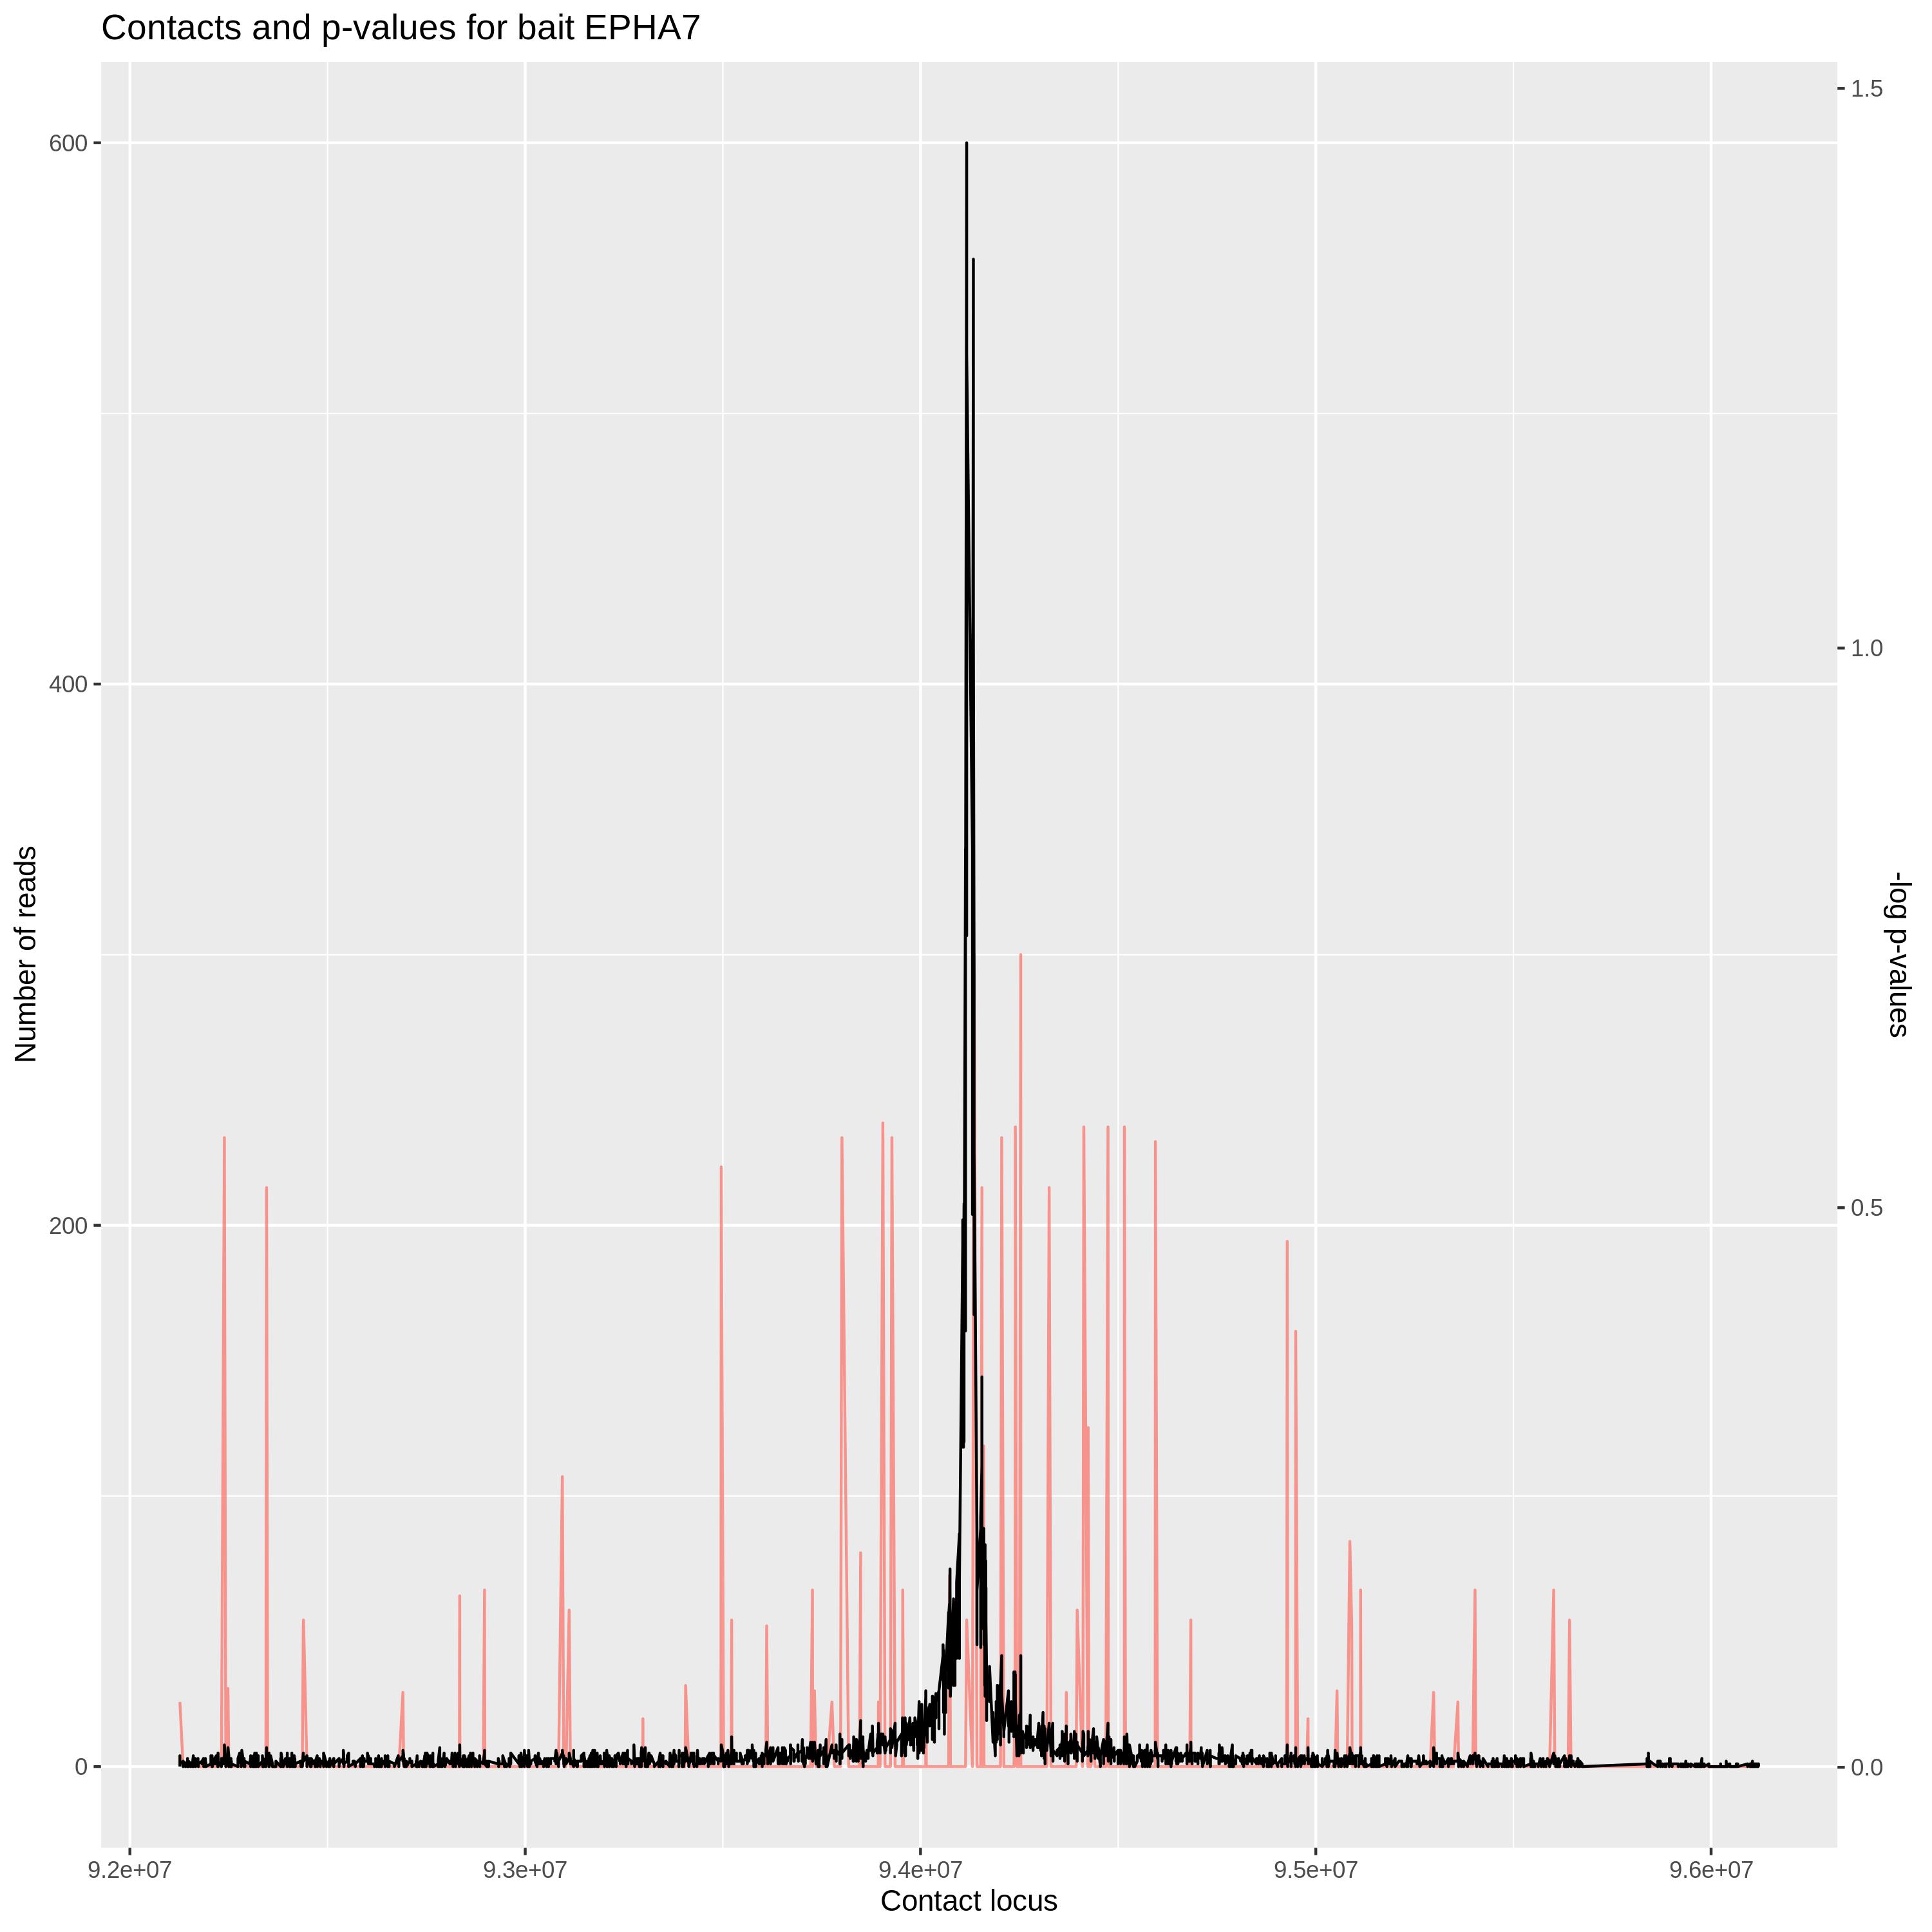 Contacts and p-values for bait EPHA7
600
400
200
0
Number of reads
1.5
1.0
0.5
0.0
-log p-values
9.2e+07
9.3e+07
9.4e+07
9.5e+07
9.6e+07
Contact locus